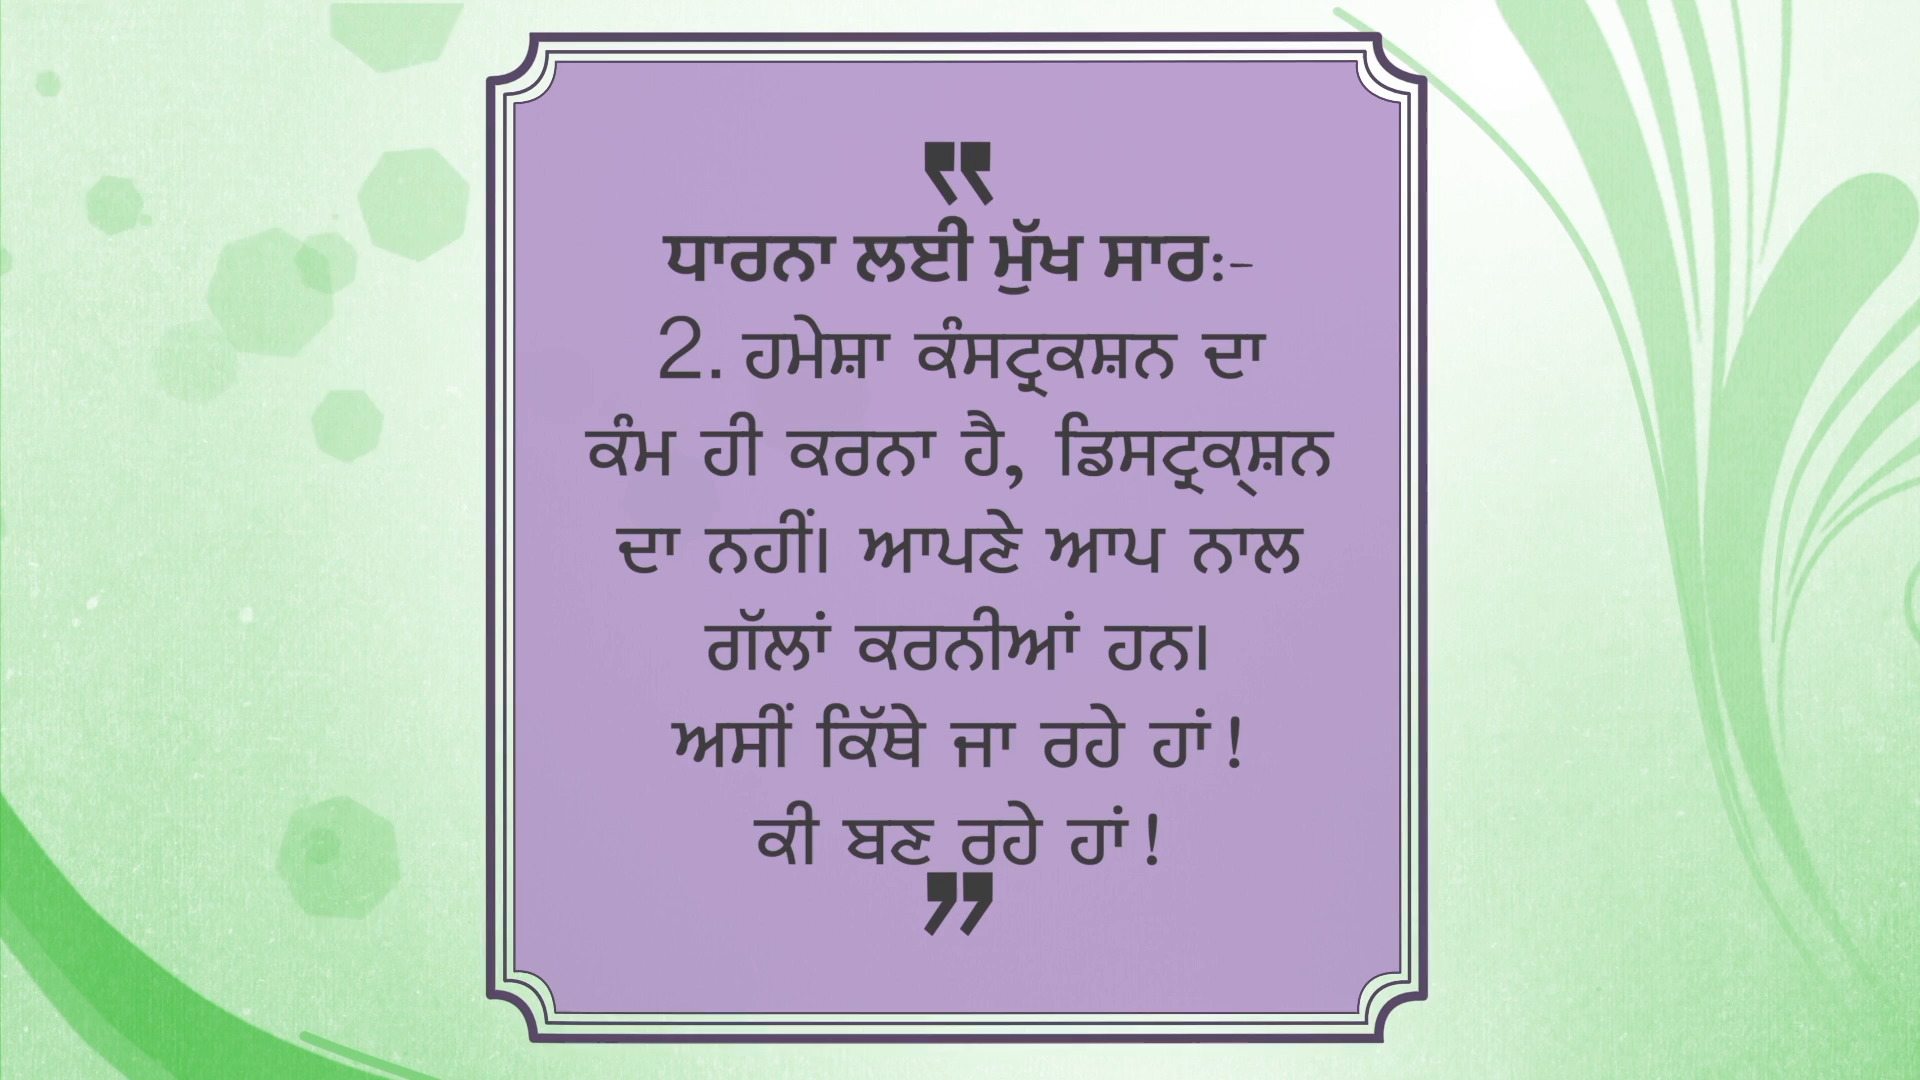 ”
ਧਾਰਨਾ ਲਈ ਮੁੱਖ ਸਾਰ:-
2. ਹਮੇਸ਼ਾ ਕੰਸਟ੍ਰਕਸ਼ਨ ਦਾ
ਕੰਮ ਹੀ ਕਰਨਾ ਹੈ, ਡਿਸਟ੍ਰਕ੍ਸ਼ਨ
ਦਾ ਨਹੀਂ। ਆਪਣੇ ਆਪ ਨਾਲ
ਗੱਲਾਂ ਕਰਨੀਆਂ ਹਨ।
ਅਸੀਂ ਕਿੱਥੇ ਜਾ ਰਹੇ ਹਾਂ!
ਕੀ ਬਣ ਰਹੇ ਹਾਂ!
”